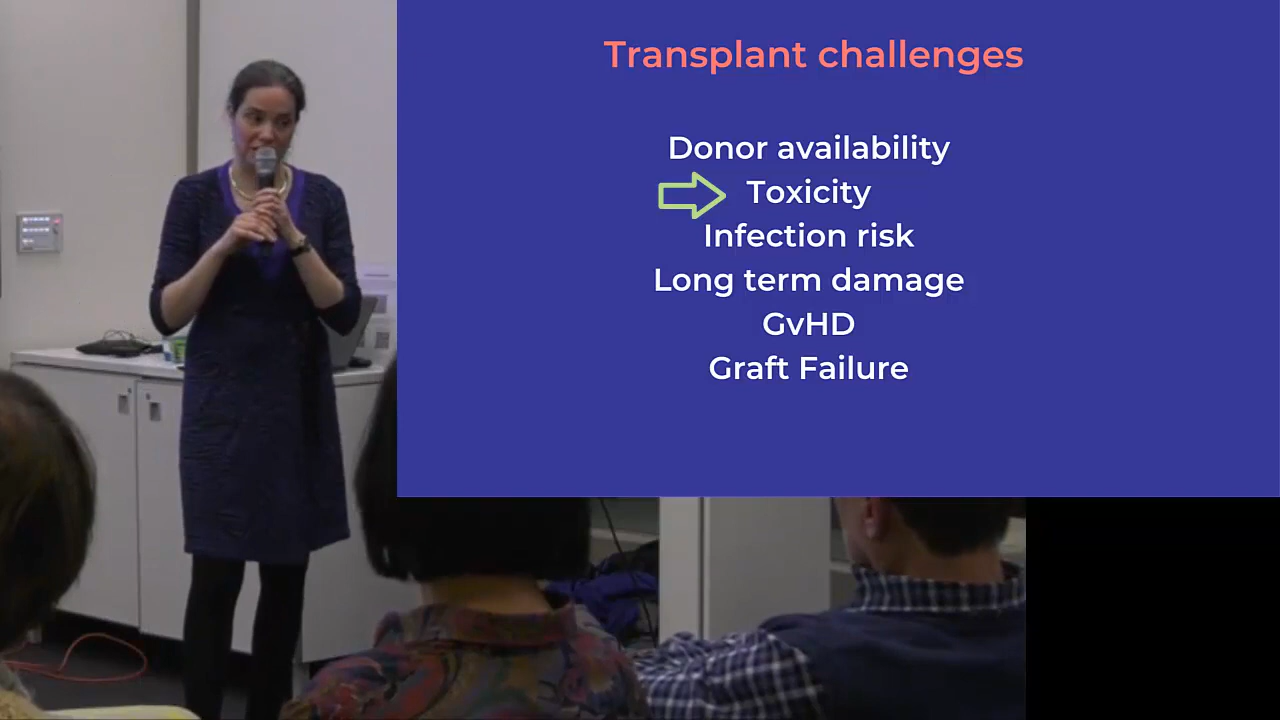 Transplant challenges
Donor availability
Toxicity
Infection risk
Long term damage
GvHD
Graft Failure